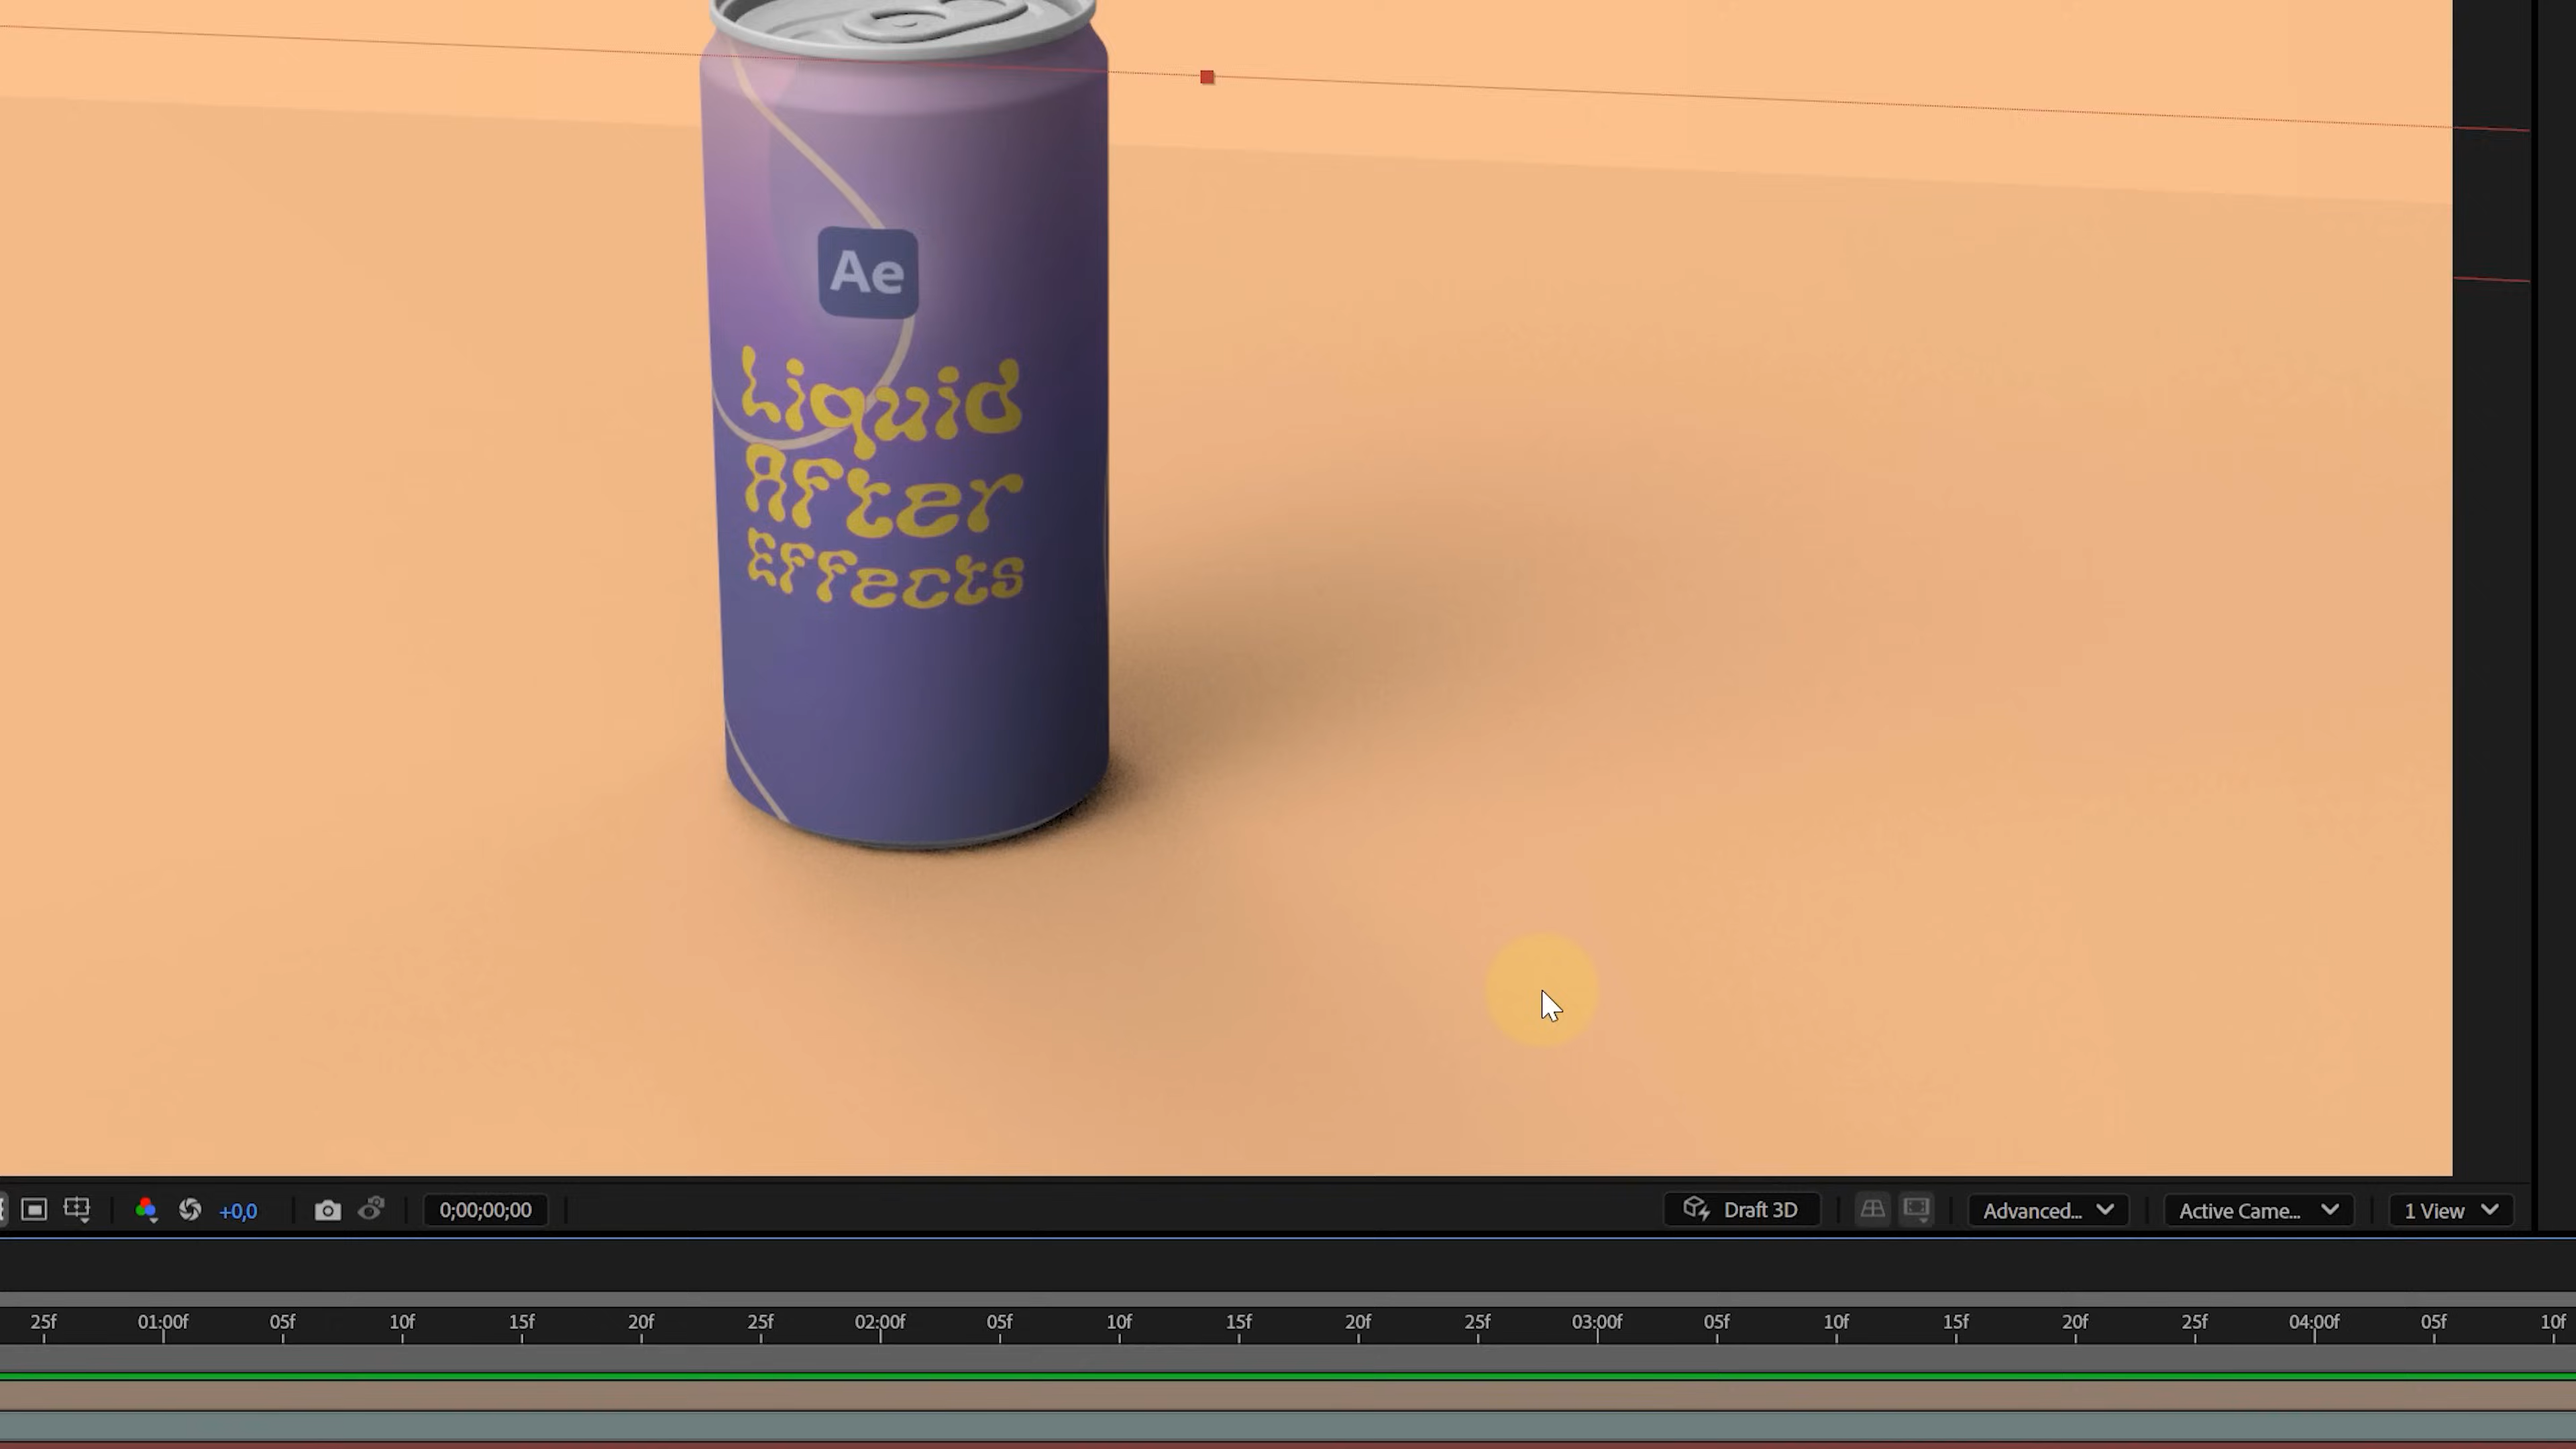 Ae
Liquid
After
Effects
+0,0
0;00;00;00
Draft 3D
Advanced...
Active Came...
1 View
25f 01:00f 05f 10f 15f 20f 25f 02:00f 05f 10f 15f 20f 25f 03:00f 05f 10f 15f 20f 25f 04:00f 05f 10f